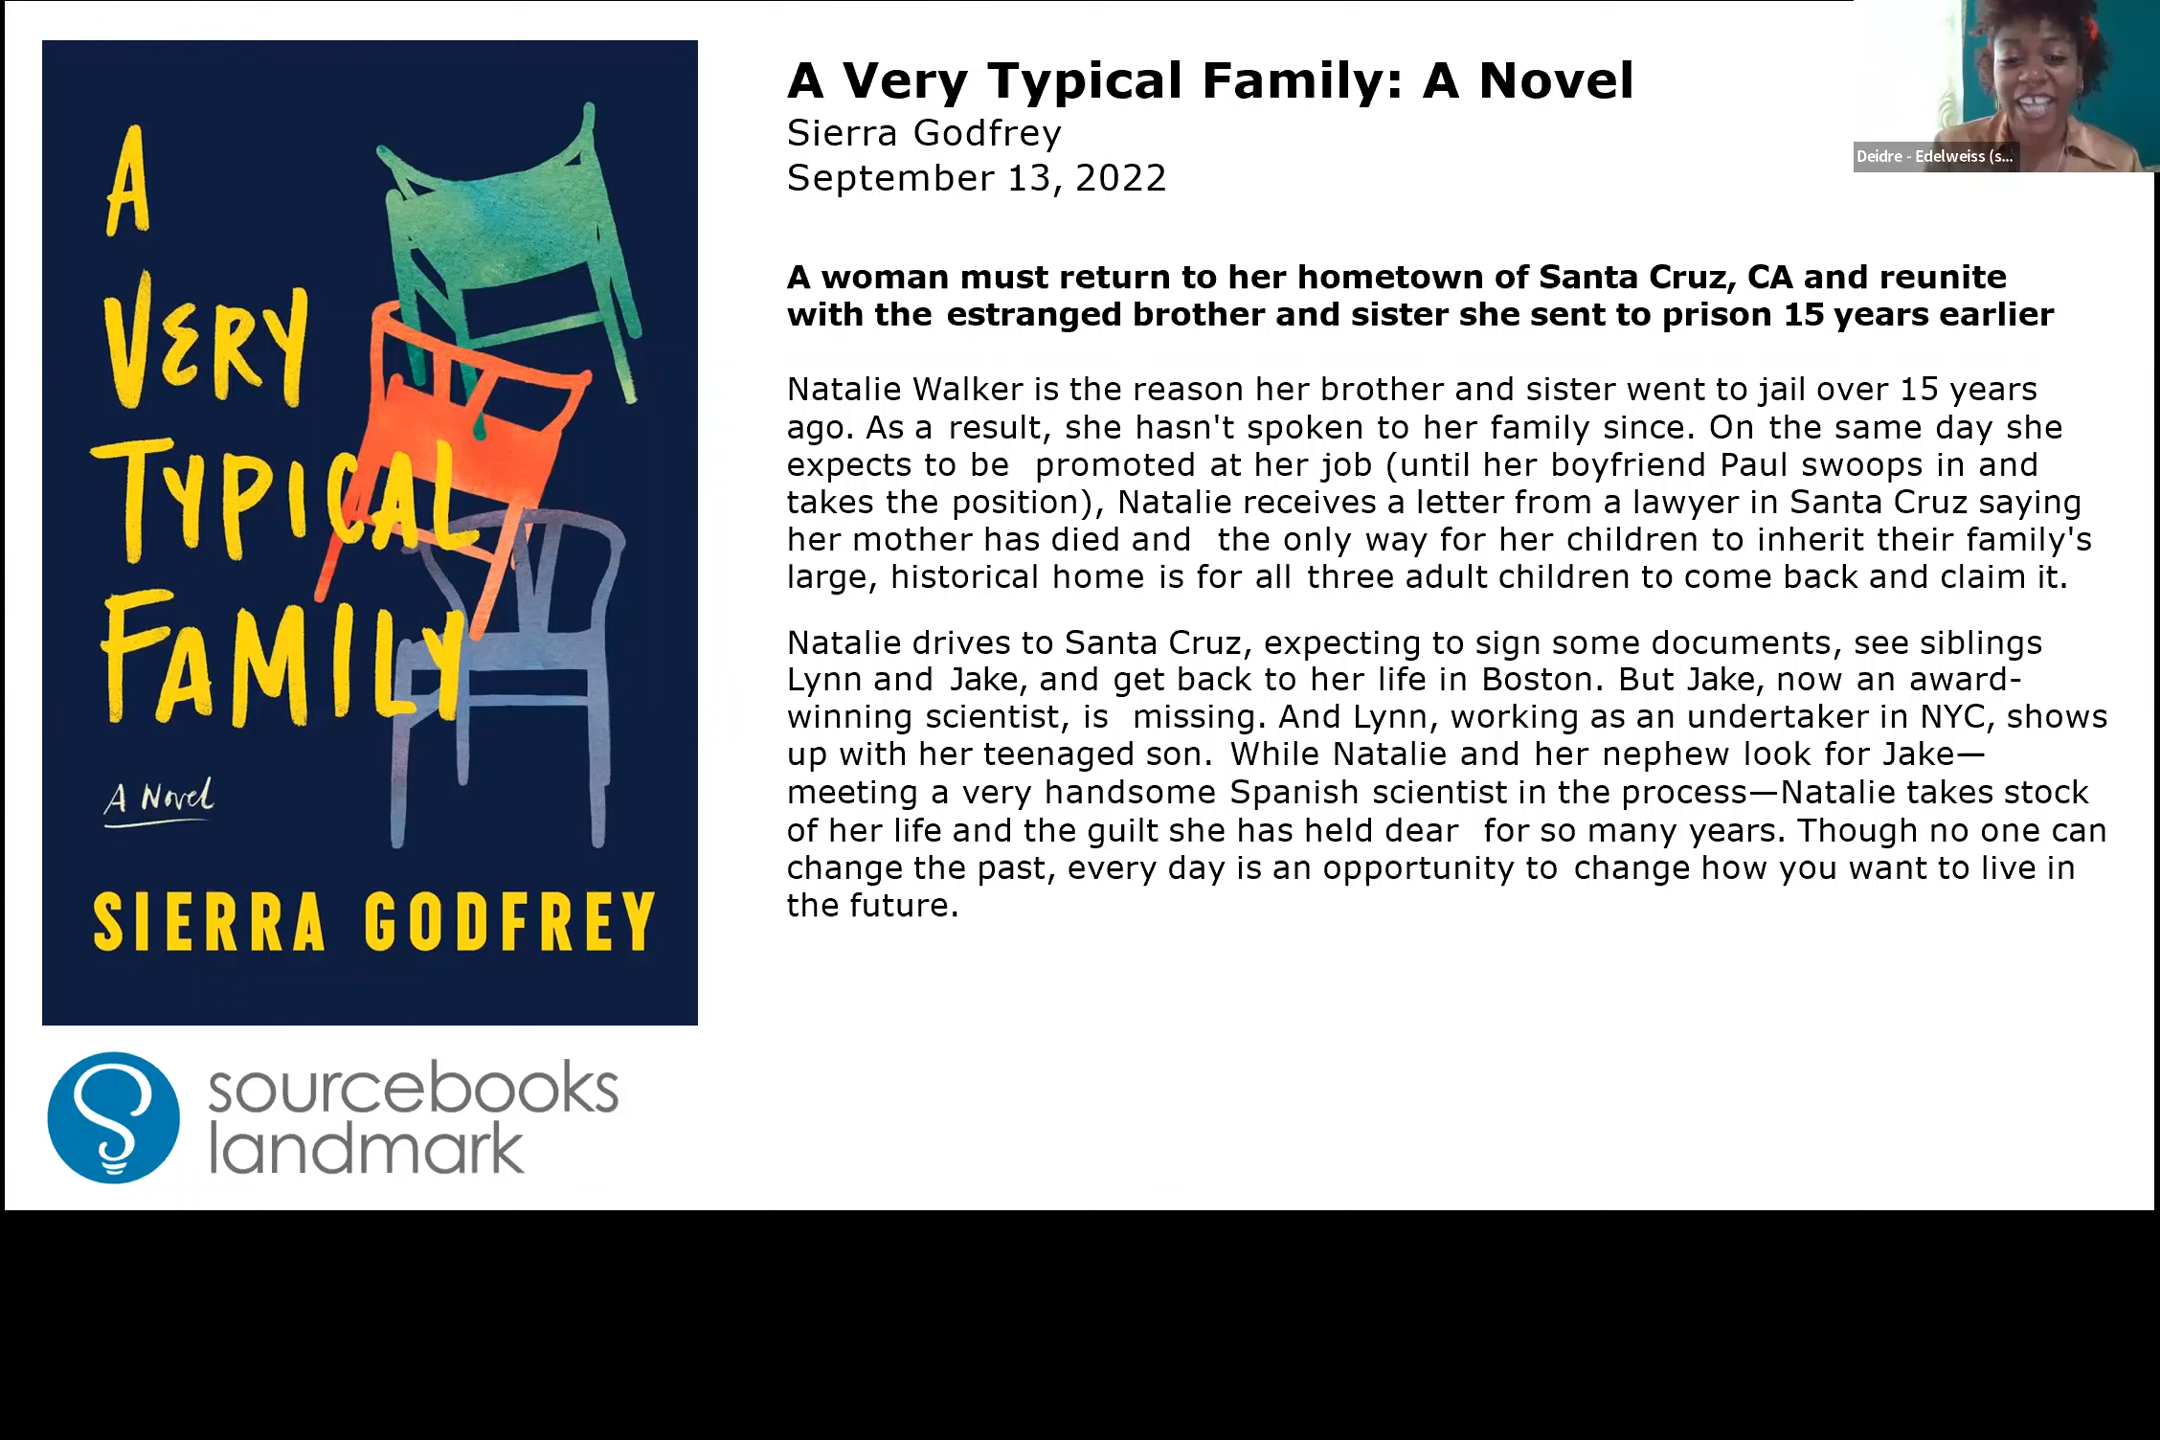 A
VERY
TYPICAL
FAMILY
A Novel
SIERRA GODFREY
sourcebooks
landmark
A Very Typical Family: A Novel
Sierra Godfrey
September 13, 2022
A woman must return to her hometown of Santa Cruz, CA and reunite
with the estranged brother and sister she sent to prison 15 years earlier
Natalie Walker is the reason her brother and sister went to jail over 15 years
ago. As a result, she hasn't spoken to her family since. On the same day she
expects to be promoted at her job (until her boyfriend Paul swoops in and
takes the position), Natalie receives a letter from a lawyer in Santa Cruz saying
her mother has died and the only way for her children to inherit their family's
large, historical home is for all three adult children to come back and claim it.
Natalie drives to Santa Cruz, expecting to sign some documents, see siblings
Lynn and Jake, and get back to her life in Boston. But Jake, now an award-
winning scientist, is missing. And Lynn, working as an undertaker in NYC, shows
up with her teenaged son. While Natalie and her nephew look for Jake—
meeting a very handsome Spanish scientist in the process—Natalie takes stock
of her life and the guilt she has held dear for so many years. Though no one can
change the past, every day is an opportunity to change how you want to live in
the future.
Deidre - Edelweiss (s...